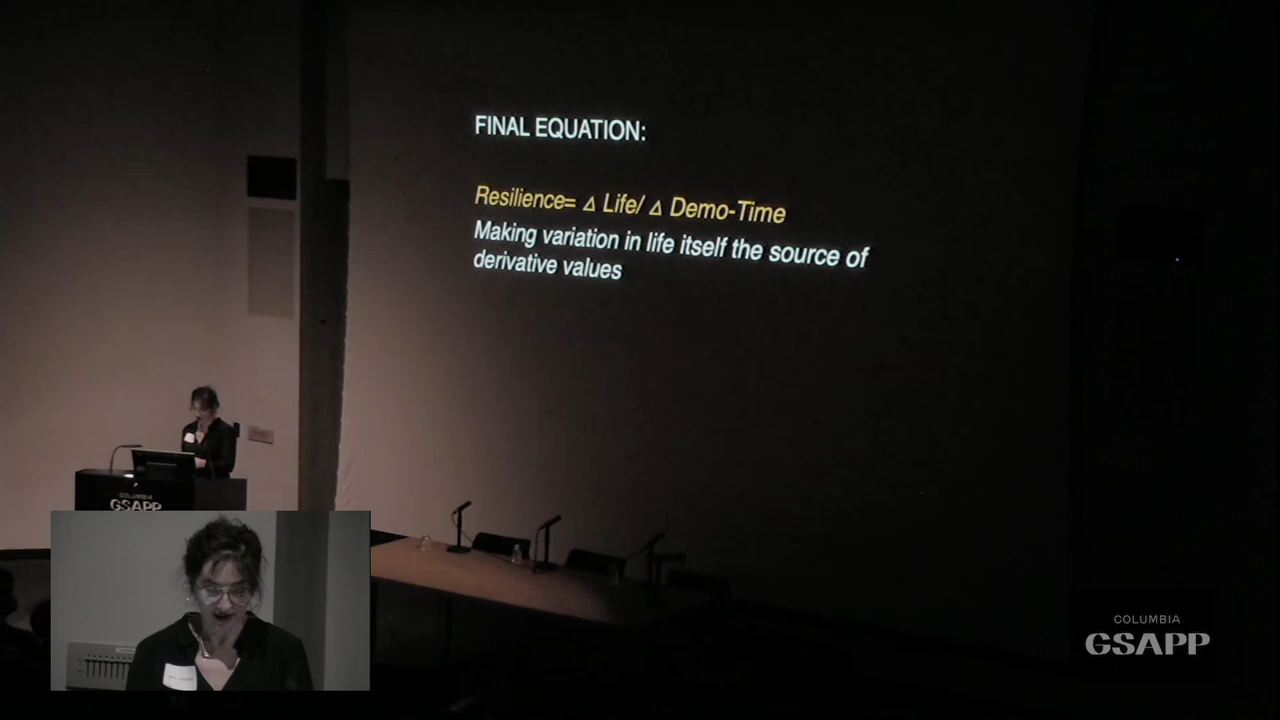 FINAL EQUATION:
Resilience= Δ Life/ Δ Demo-Time
Making variation in life itself the source of
derivative values
COLUMBIA
GSAPP
COLUMBIA
GSAPP